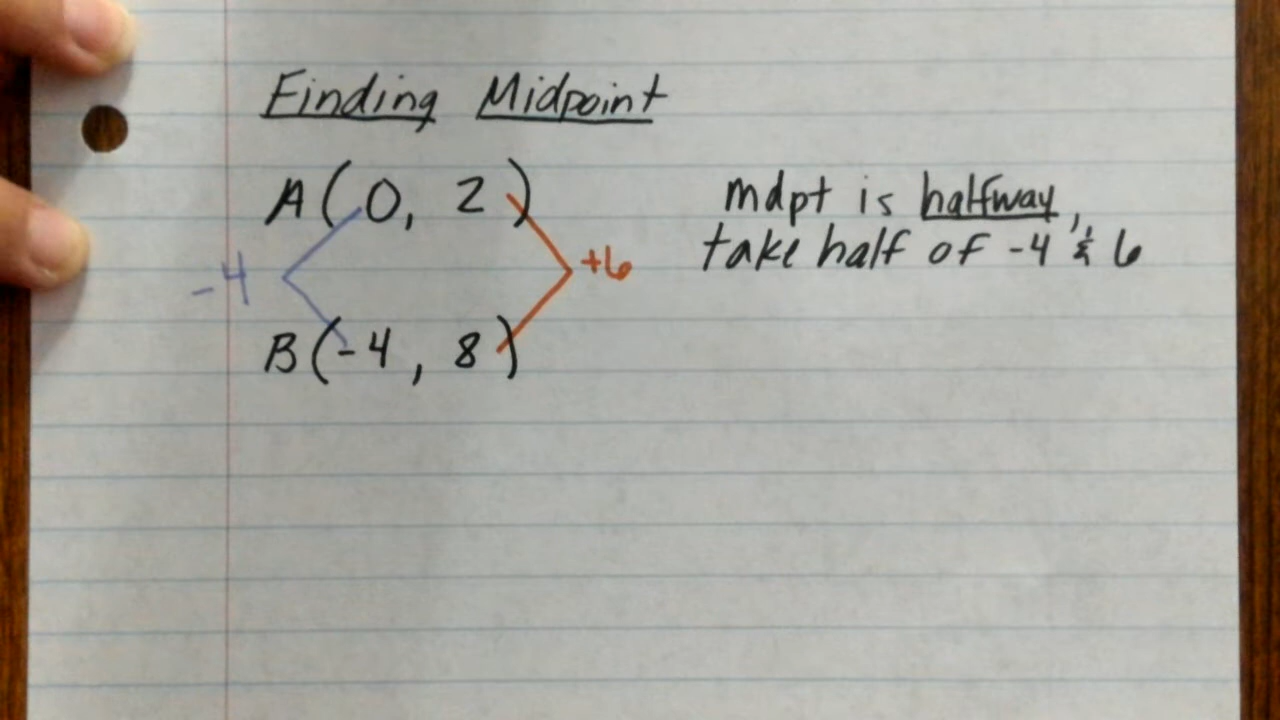 Finding Midpoint
A(0, 2)
mdpt is halfway,
take half of -4 & 6
-4
+6
B(-4, 8)